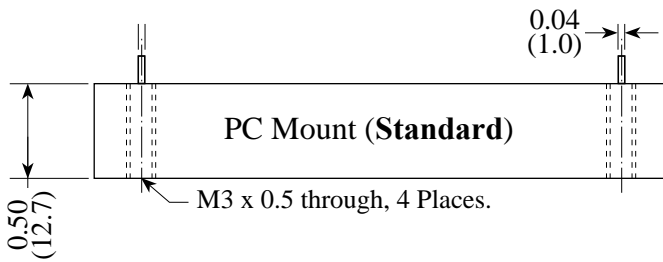 0.04
(1.0)
PC Mount (Standard)
M3 x 0.5 through, 4 Places.
0.50
(12.7)